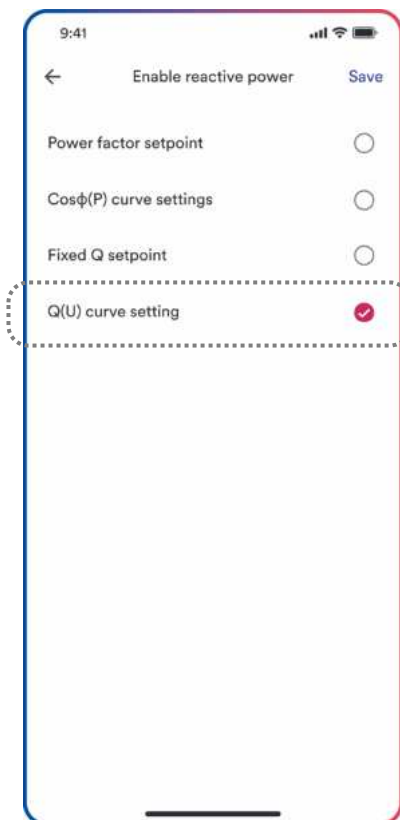 9:41
Enable reactive power Save
Power factor setpoint
Cosφ(P) curve settings
Fixed Q setpoint
Q(U) curve setting